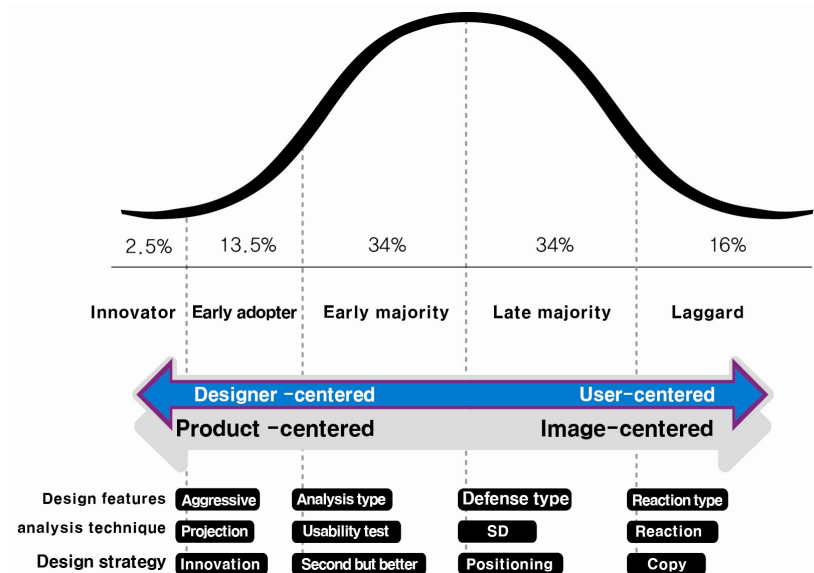 2.5% 13.5% 34% 34% 16%
Innovator Early adopter Early majority Late majority Laggard
Designer -centered User-centered
Product -centered Image-centered
Design features Aggressive Analysis type Defense type Reaction type
analysis technique Projection Usability test SD Reaction
Design strategy Innovation Second but better Positioning Copy